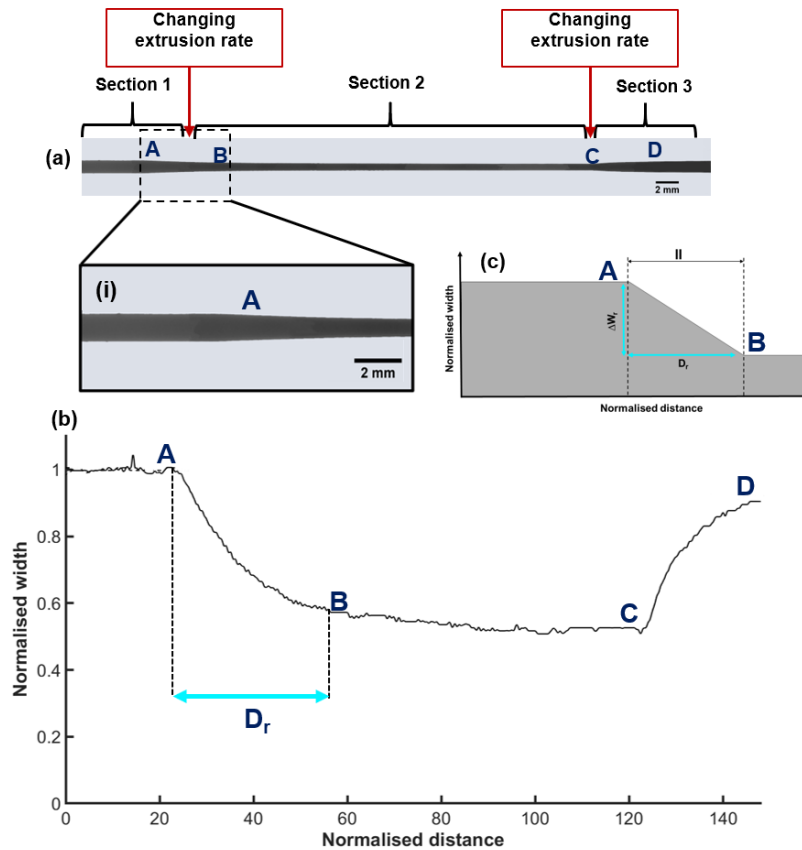 Changing
extrusion rate
Changing
extrusion rate
Section 1
Section 2
Section 3
(a)
A
B
C
D
2 mm
(i)
A
2 mm
(c)
II
A
B
ΔWr
Dr
Normalised width
Normalised distance
(b)
A
B
C
D
Dr
1
0.8
0.6
0.4
0.2
0
0 20 40 60 80 100 120 140
Normalised width
Normalised distance